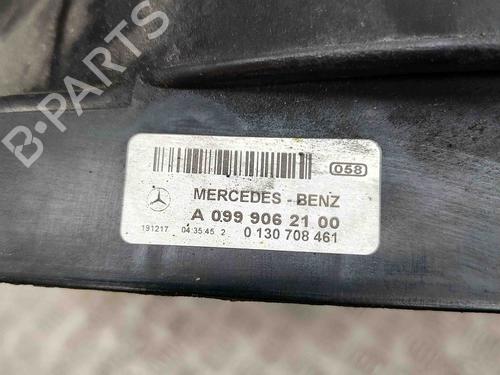 B-PARTS
058
MERCEDES - BENZ
A 099 906 21 00
191217 04:35:45 2 0 130 708 461